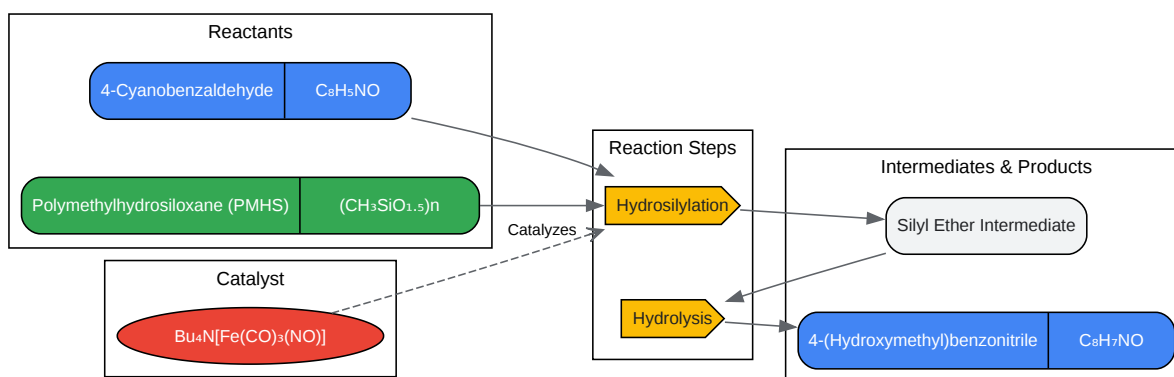 Reactants
4-Cyanobenzaldehyde
C₈H₅NO
Polymethylhydrosiloxane (PMHS)
(CH₃SiO₁.₅)n
Catalyst
Bu₄N[Fe(CO)₃(NO)]
Catalyzes
Reaction Steps
Hydrosilylation
Hydrolysis
Intermediates & Products
Silyl Ether Intermediate
4-(Hydroxymethyl)benzonitrile
C₈H₇NO